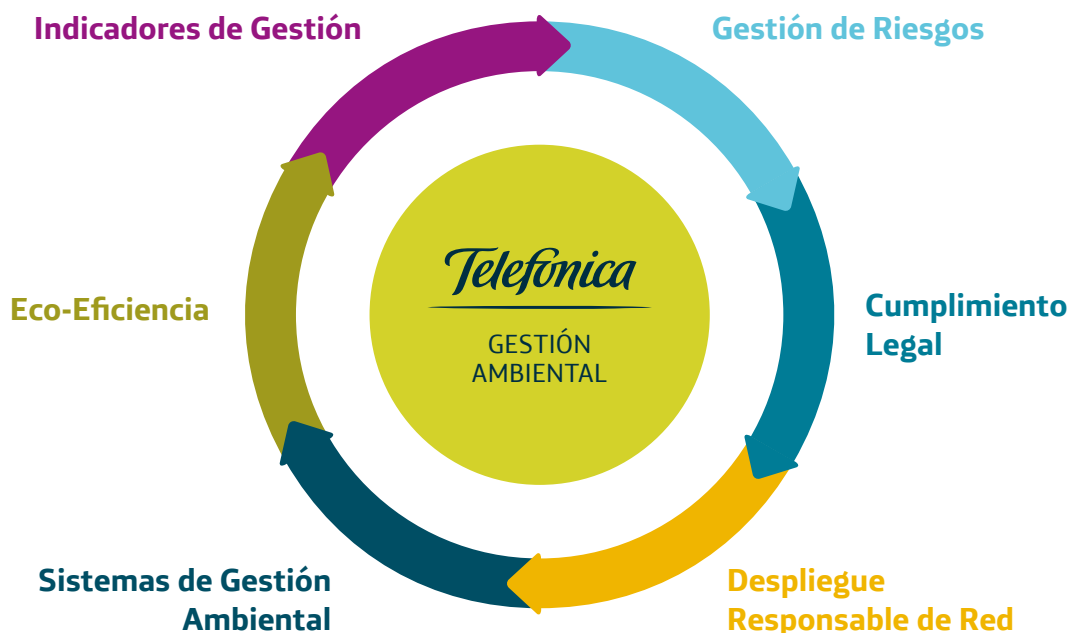 Indicadores de Gestión
Gestión de Riesgos
Telefónica
GESTIÓN
AMBIENTAL
Eco-Eficiencia
Cumplimiento
Legal
Sistemas de Gestión
Ambiental
Despliegue
Responsable de Red